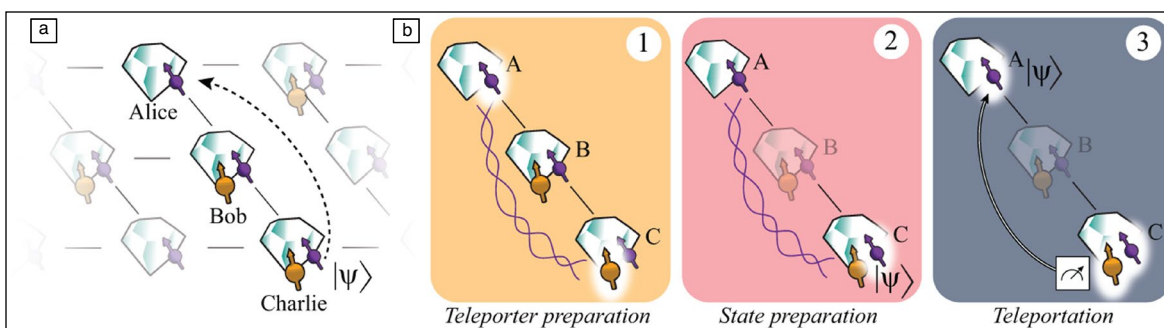 a
Alice
Bob
Charlie
|ψ⟩
b
1
A
B
C
Teleporter preparation
2
A
B
C
|ψ⟩
State preparation
3
A
|ψ⟩
B
C
Teleportation